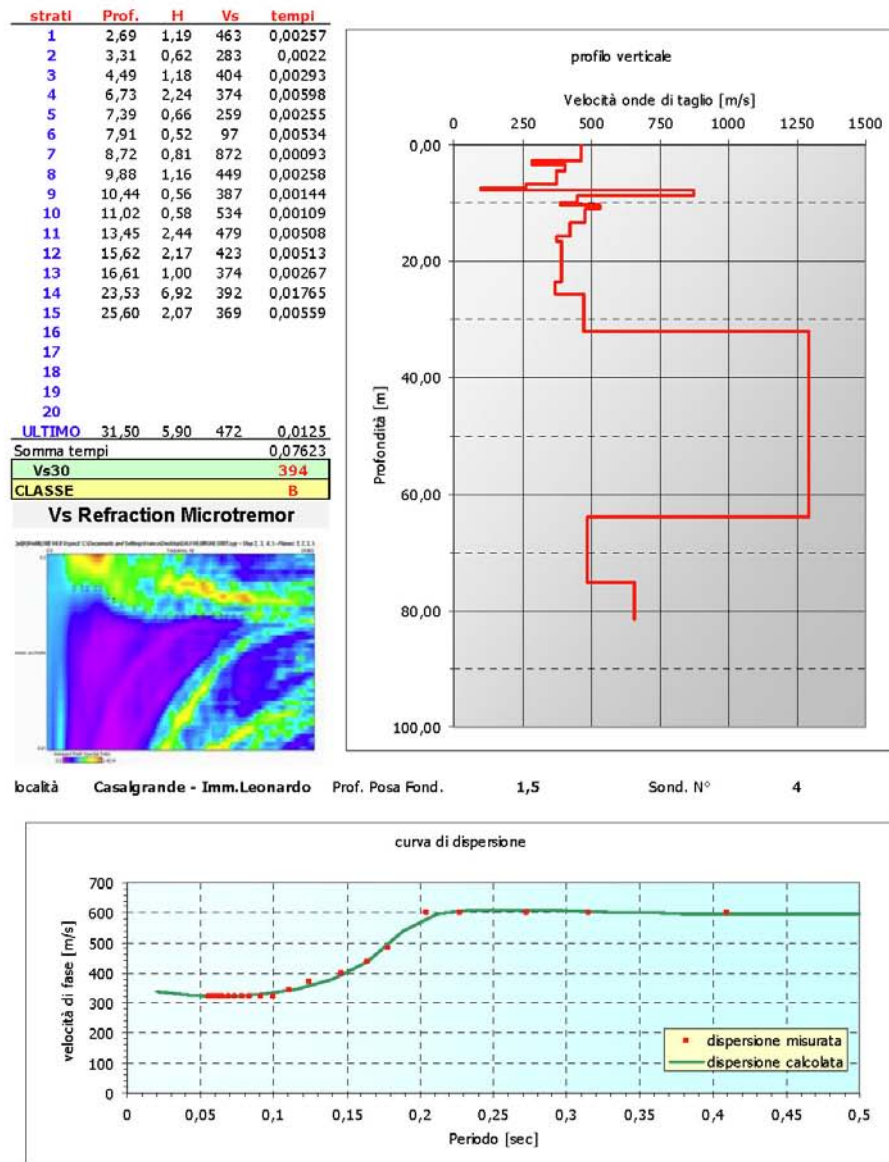 strati Prof. H Vs tempi
1 2,69 1,19 463 0,00257
2 3,31 0,62 283 0,0022
3 4,49 1,18 404 0,00293
4 6,73 2,24 374 0,00598
5 7,39 0,66 259 0,00255
6 7,91 0,52 97 0,00534
7 8,72 0,81 872 0,00093
8 9,88 1,16 449 0,00258
9 10,44 0,56 387 0,00144
10 11,02 0,58 534 0,00109
11 13,45 2,44 479 0,00508
12 15,62 2,17 423 0,00513
13 16,61 1,00 374 0,00267
14 23,53 6,92 392 0,01765
15 25,60 2,07 369 0,00559
16
17
18
19
20
ULTIMO 31,50 5,90 472 0,0125
Somma tempi 0,07623
Vs30 394
CLASSE B
Vs Refraction Microtremor
profilo verticale
Velocità onde di taglio [m/s]
0 250 500 750 1000 1250 1500
0,00
20,00
40,00
60,00
80,00
100,00
Profondità [m]
località Casalgrande - Imm.Leonardo Prof. Posa Fond. 1,5 Sond. N° 4
curva di dispersione
700
600
500
400
300
200
100
0
velocità di fase [m/s]
0 0,05 0,1 0,15 0,2 0,25 0,3 0,35 0,4 0,45 0,5
Periodo [sec]
dispersione misurata
dispersione calcolata